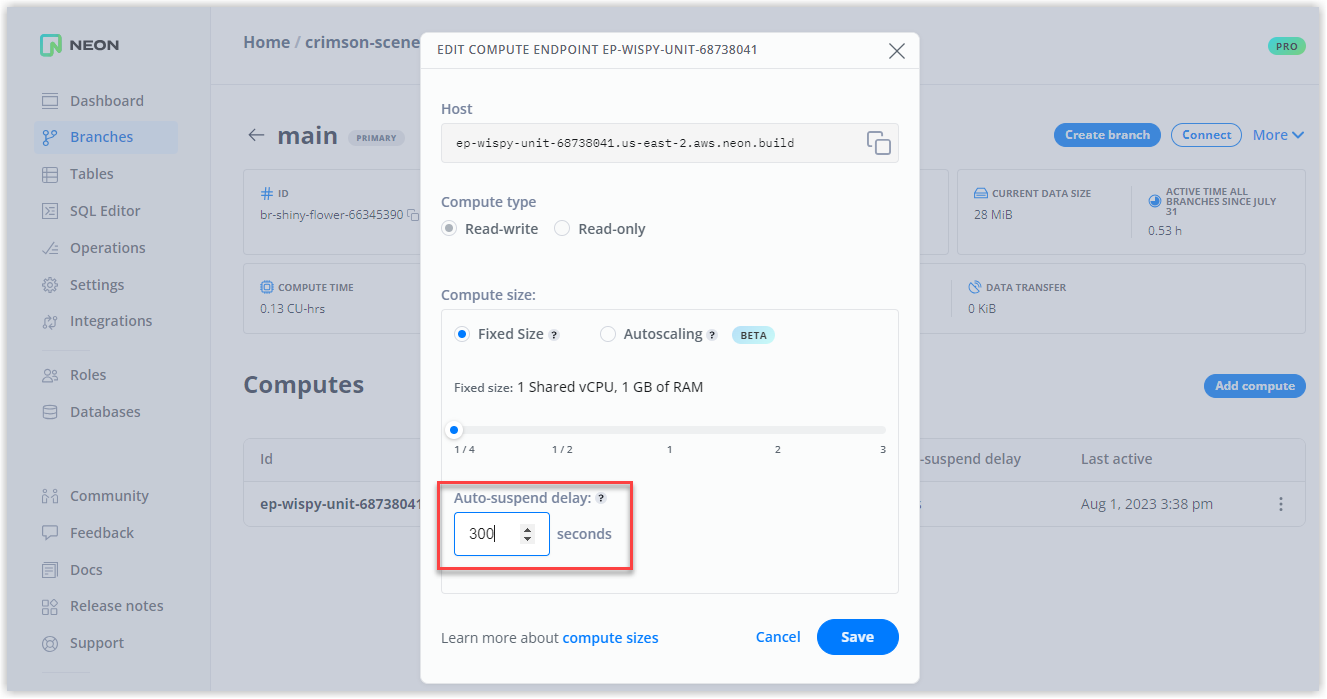 NEON
Dashboard
Branches
Tables
SQL Editor
Operations
Settings
Integrations
Roles
Databases
Community
Feedback
Docs
Release notes
Support
Home / crimson-scene
PRO
main PRIMARY
Create branch
Connect
More
ID
br-shiny-flower-66345390
CURRENT DATA SIZE
28 MiB
ACTIVE TIME ALL
BRANCHES SINCE JULY
31
0.53 h
COMPUTE TIME
0.13 CU-hrs
DATA TRANSFER
0 KiB
Computes
Add compute
Id
-suspend delay
Last active
ep-wispy-unit-68738041
Aug 1, 2023 3:38 pm
EDIT COMPUTE ENDPOINT EP-WISPY-UNIT-68738041
Host
ep-wispy-unit-68738041.us-east-2.aws.neon.build
Compute type
Read-write
Read-only
Compute size:
Fixed Size ?
Autoscaling ?
BETA
Fixed size: 1 Shared vCPU, 1 GB of RAM
1 / 4 1 / 2 1 2 3
Auto-suspend delay: ?
300 seconds
Learn more about compute sizes
Cancel
Save